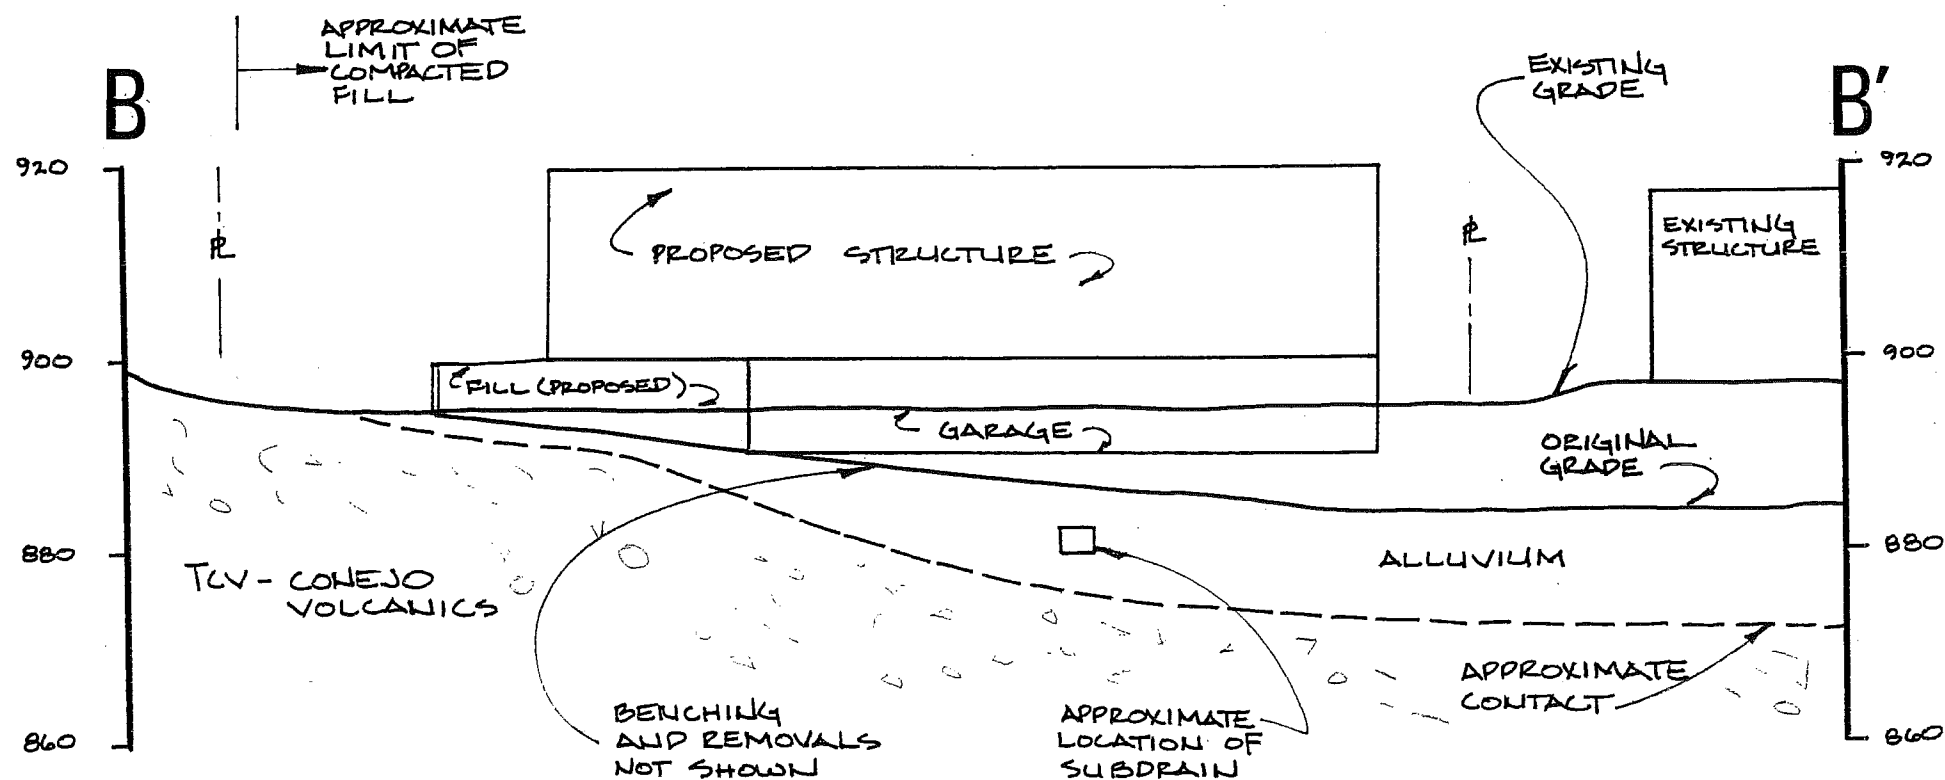 APPROXIMATE
LIMIT OF
COMPACTED
FILL
B
B'
EXISTING
GRADE
920
920
PL
PL
PROPOSED STRUCTURE
EXISTING
STRUCTURE
900
900
FILL (PROPOSED)
GARAGE
ORIGINAL
GRADE
880
880
ALLUVIUM
TCV - CONEJO
VOLCANICS
APPROXIMATE
CONTACT
BENCHING
AND REMOVALS
NOT SHOWN
APPROXIMATE
LOCATION OF
SUBDRAIN
860
860